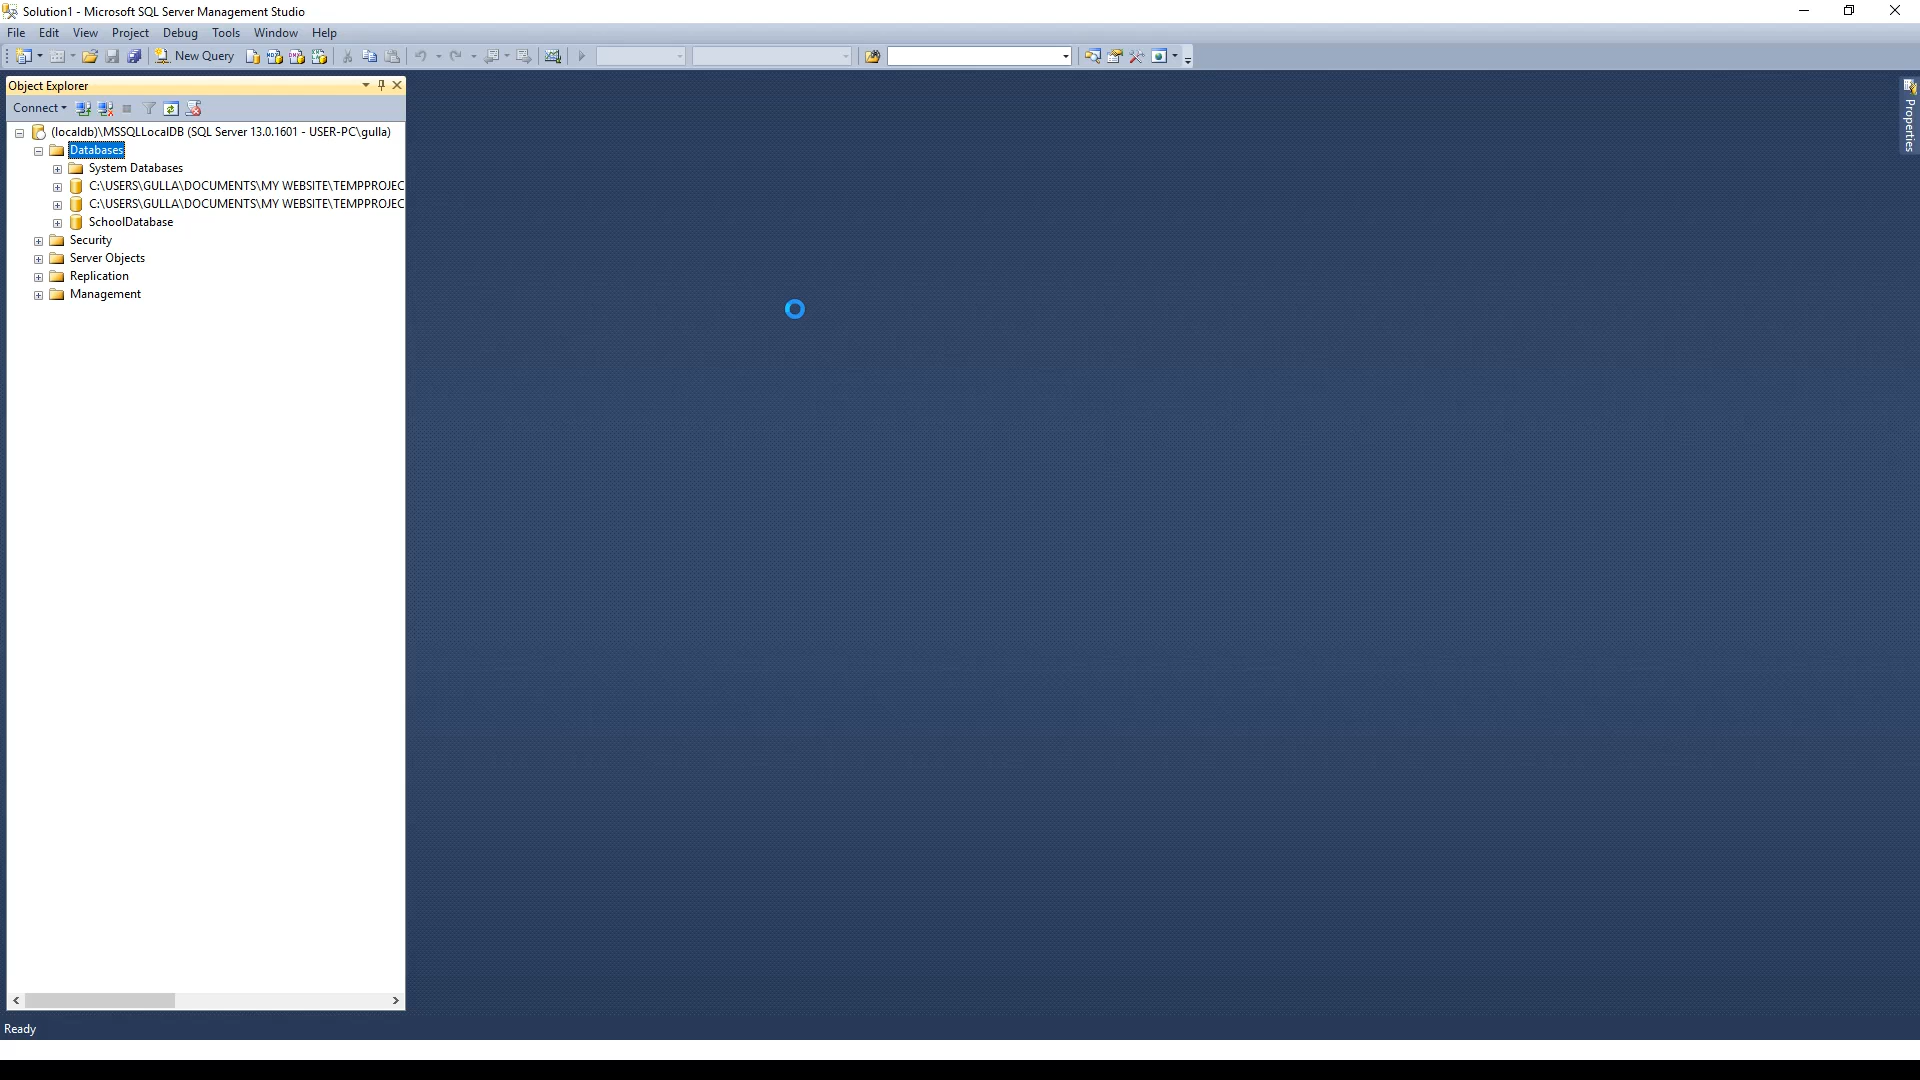 Solution1 - Microsoft SQL Server Management Studio
File Edit View Project Debug Tools Window Help
New Query
Object Explorer
Connect
(localdb)\MSSQLLocalDB (SQL Server 13.0.1601 - USER-PC\gulla)
Databases
System Databases
C:\USERS\GULLA\DOCUMENTS\MY WEBSITE\TEMPPROJEC
C:\USERS\GULLA\DOCUMENTS\MY WEBSITE\TEMPPROJEC
SchoolDatabase
Security
Server Objects
Replication
Management
Properties
Ready